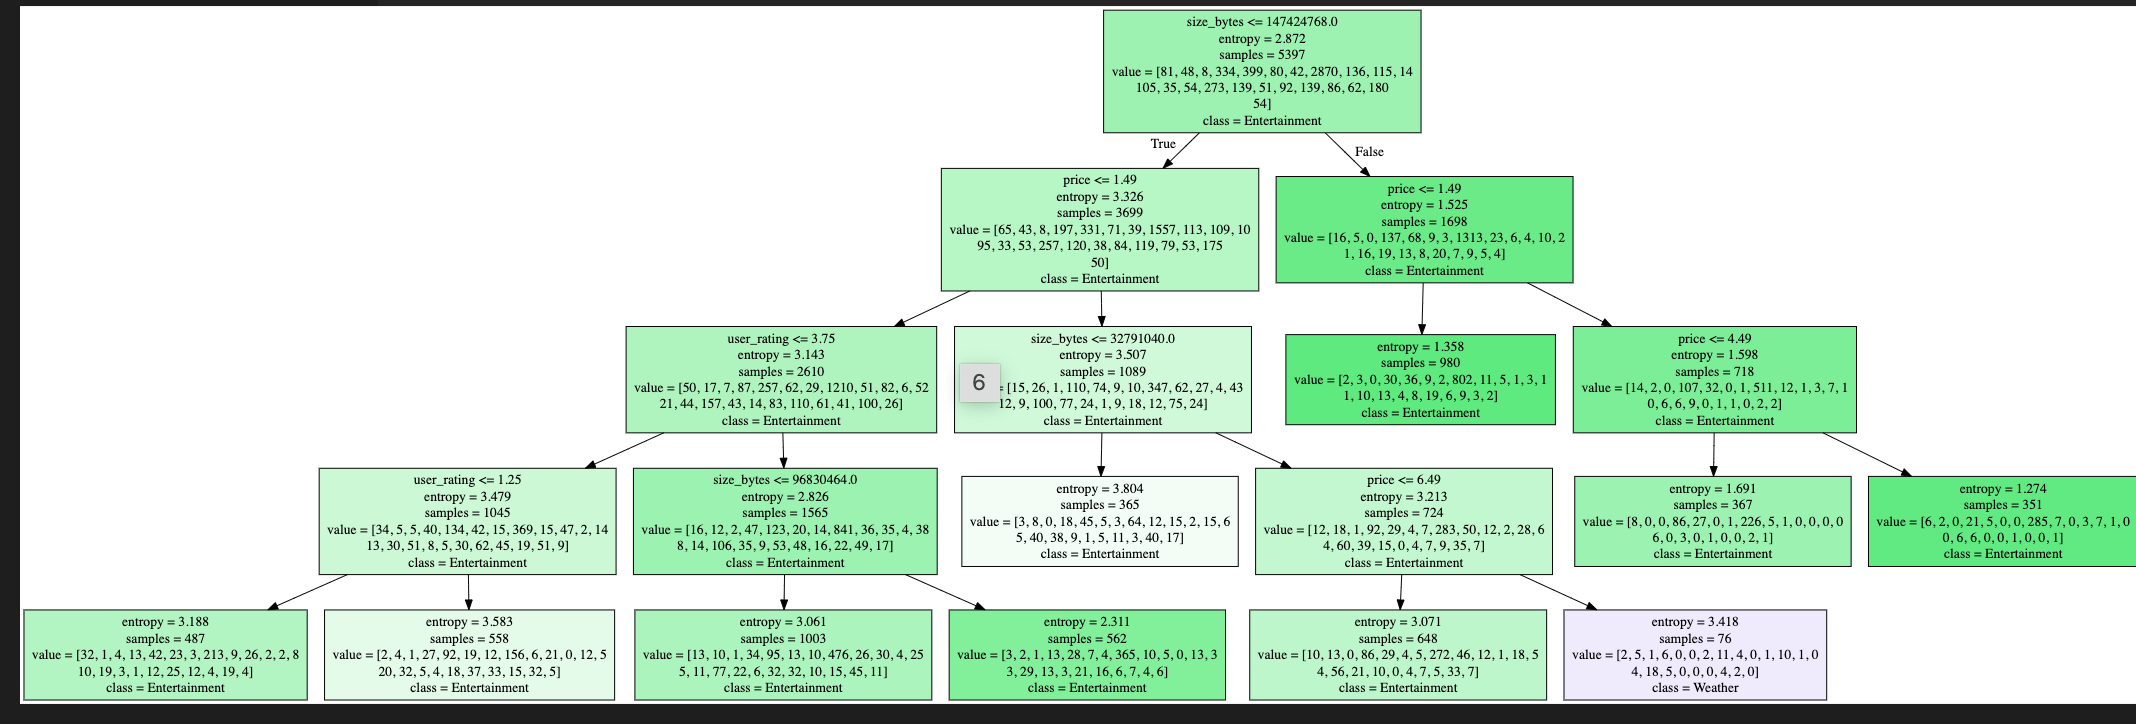 size_bytes <= 147424768.0
entropy = 2.872
samples = 5397
value = [81, 48, 8, 334, 399, 80, 42, 2870, 136, 115, 14
105, 35, 54, 273, 139, 51, 92, 139, 86, 62, 180
54]
class = Entertainment
True
False
price <= 1.49
entropy = 3.326
samples = 3699
value = [65, 43, 8, 197, 331, 71, 39, 1557, 113, 109, 10
95, 33, 53, 257, 120, 38, 84, 119, 79, 53, 175
50]
class = Entertainment
price <= 1.49
entropy = 1.525
samples = 1698
value = [16, 5, 0, 137, 68, 9, 3, 1313, 23, 6, 4, 10, 2
1, 16, 19, 13, 8, 20, 7, 9, 5, 4]
class = Entertainment
user_rating <= 3.75
entropy = 3.143
samples = 2610
value = [50, 17, 7, 87, 257, 62, 29, 1210, 51, 82, 6, 52
21, 44, 157, 43, 14, 83, 110, 61, 41, 100, 26]
class = Entertainment
size_bytes <= 32791040.0
entropy = 3.507
samples = 1089
6
= [15, 26, 1, 110, 74, 9, 10, 347, 62, 27, 4, 43
12, 9, 100, 77, 24, 1, 9, 18, 12, 75, 24]
class = Entertainment
entropy = 1.358
samples = 980
value = [2, 3, 0, 30, 36, 9, 2, 802, 11, 5, 1, 3, 1
1, 10, 13, 4, 8, 19, 6, 9, 3, 2]
class = Entertainment
price <= 4.49
entropy = 1.598
samples = 718
value = [14, 2, 0, 107, 32, 0, 1, 511, 12, 1, 3, 7, 1
0, 6, 6, 9, 0, 1, 1, 0, 2, 2]
class = Entertainment
user_rating <= 1.25
entropy = 3.479
samples = 1045
value = [34, 5, 5, 40, 134, 42, 15, 369, 15, 47, 2, 14
13, 30, 51, 8, 5, 30, 62, 45, 19, 51, 9]
class = Entertainment
size_bytes <= 96830464.0
entropy = 2.826
samples = 1565
value = [16, 12, 2, 47, 123, 20, 14, 841, 36, 35, 4, 38
8, 14, 106, 35, 9, 53, 48, 16, 22, 49, 17]
class = Entertainment
entropy = 3.804
samples = 365
value = [3, 8, 0, 18, 45, 5, 3, 64, 12, 15, 2, 15, 6
5, 40, 38, 9, 1, 5, 11, 3, 40, 17]
class = Entertainment
price <= 6.49
entropy = 3.213
samples = 724
value = [12, 18, 1, 92, 29, 4, 7, 283, 50, 12, 2, 28, 6
4, 60, 39, 15, 0, 4, 7, 9, 35, 7]
class = Entertainment
entropy = 1.691
samples = 367
value = [8, 0, 0, 86, 27, 0, 1, 226, 5, 1, 0, 0, 0, 0
6, 0, 3, 0, 1, 0, 0, 2, 1]
class = Entertainment
entropy = 1.274
samples = 351
value = [6, 2, 0, 21, 5, 0, 0, 285, 7, 0, 3, 7, 1, 0
0, 6, 6, 0, 0, 1, 0, 0, 1]
class = Entertainment
entropy = 3.188
samples = 487
value = [32, 1, 4, 13, 42, 23, 3, 213, 9, 26, 2, 2, 8
10, 19, 3, 1, 12, 25, 12, 4, 19, 4]
class = Entertainment
entropy = 3.583
samples = 558
value = [2, 4, 1, 27, 92, 19, 12, 156, 6, 21, 0, 12, 5
20, 32, 5, 4, 18, 37, 33, 15, 32, 5]
class = Entertainment
entropy = 3.061
samples = 1003
value = [13, 10, 1, 34, 95, 13, 10, 476, 26, 30, 4, 25
5, 11, 77, 22, 6, 32, 32, 10, 15, 45, 11]
class = Entertainment
entropy = 2.311
samples = 562
value = [3, 2, 1, 13, 28, 7, 4, 365, 10, 5, 0, 13, 3
3, 29, 13, 3, 21, 16, 6, 7, 4, 6]
class = Entertainment
entropy = 3.071
samples = 648
value = [10, 13, 0, 86, 29, 4, 5, 272, 46, 12, 1, 18, 5
4, 56, 21, 10, 0, 4, 7, 5, 33, 7]
class = Entertainment
entropy = 3.418
samples = 76
value = [2, 5, 1, 6, 0, 0, 2, 11, 4, 0, 1, 10, 1, 0
4, 18, 5, 0, 0, 0, 4, 2, 0]
class = Weather